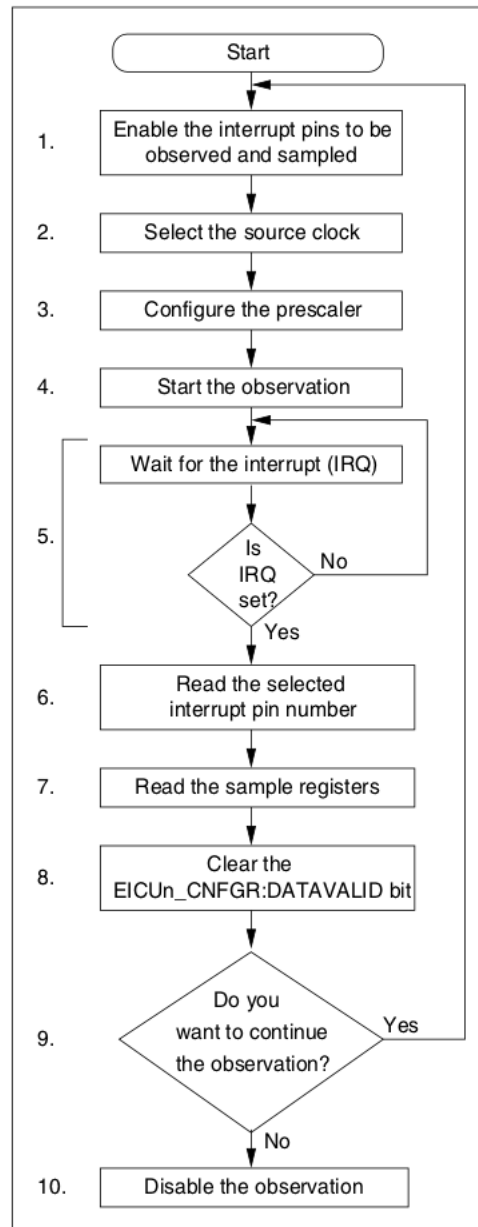 Start
1.
Enable the interrupt pins to be
observed and sampled
2.
Select the source clock
3.
Configure the prescaler
4.
Start the observation
5.
Wait for the interrupt (IRQ)
Is
IRQ
set?
No
Yes
6.
Read the selected
interrupt pin number
7.
Read the sample registers
8.
Clear the
EICUn_CNFGR:DATAVALID bit
9.
Do you
want to continue
the observation?
Yes
No
10.
Disable the observation